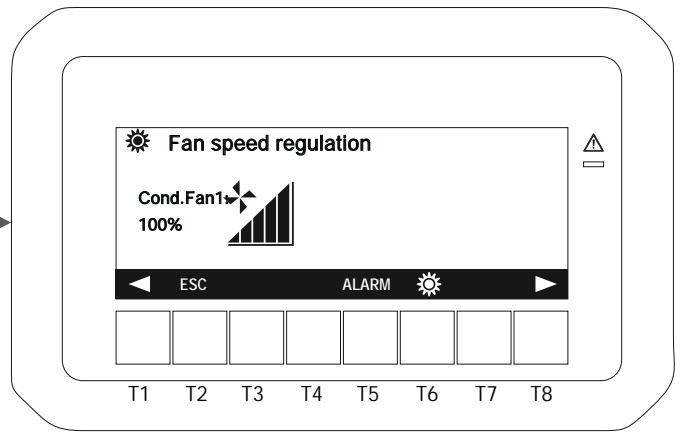 Fan speed regulation
Cond.Fan1:
100%
ESC ALARM
T1 T2 T3 T4 T5 T6 T7 T8